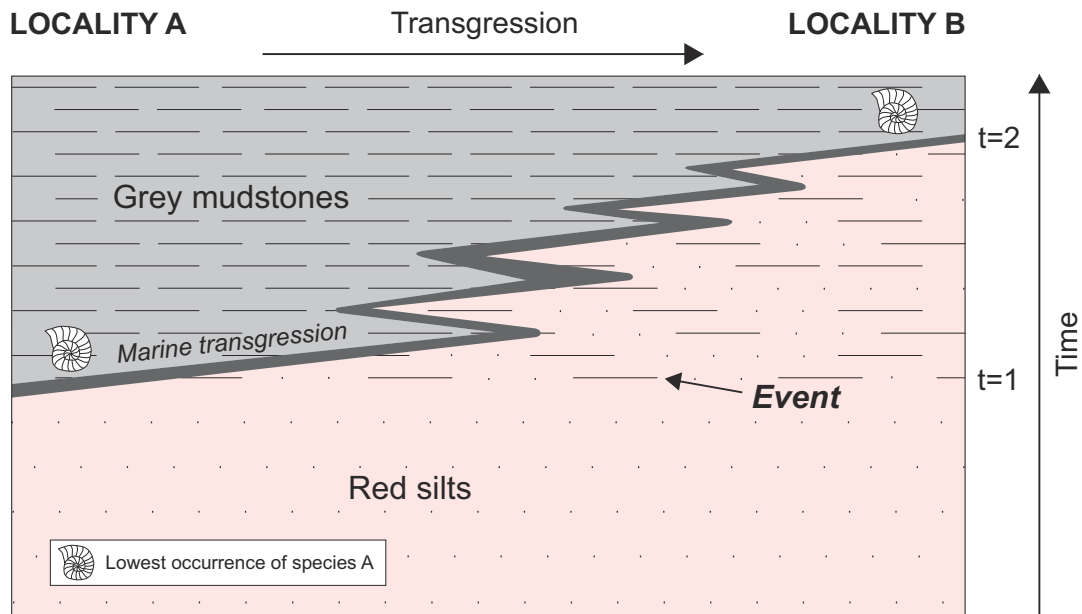 LOCALITY A
Transgression
LOCALITY B
t=2
Grey mudstones
Marine transgression
Time
t=1
Event
Red silts
Lowest occurrence of species A